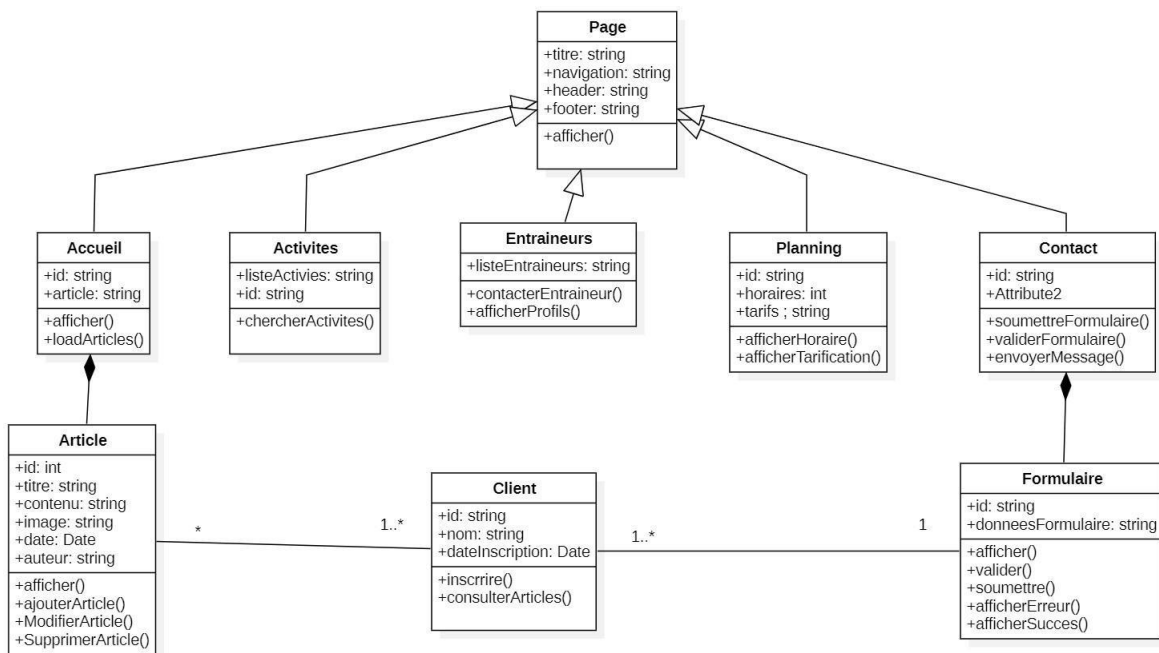 Page
+titre: string
+navigation: string
+header: string
+footer: string
+afficher()
Accueil
+id: string
+article: string
+afficher()
+loadArticles()
Activites
+listeActivies: string
+id: string
+chercherActivites()
Entraineurs
+listeEntraineurs: string
+contacterEntraineur()
+afficherProfils()
Planning
+id: string
+horaires: int
+tarifs ; string
+afficherHoraire()
+afficherTarification()
Contact
+id: string
+Attribute2
+soumettreFormulaire()
+validerFormulaire()
+envoyerMessage()
Article
+id: int
+titre: string
+contenu: string
+image: string
+date: Date
+auteur: string
+afficher()
+ajouterArticle()
+ModifierArticle()
+SupprimerArticle()
*
1..*
Client
+id: string
+nom: string
+dateInscription: Date
+inscrrire()
+consulterArticles()
1..*
1
Formulaire
+id: string
+donneesFormulaire: string
+afficher()
+valider()
+soumettre()
+afficherErreur()
+afficherSucces()